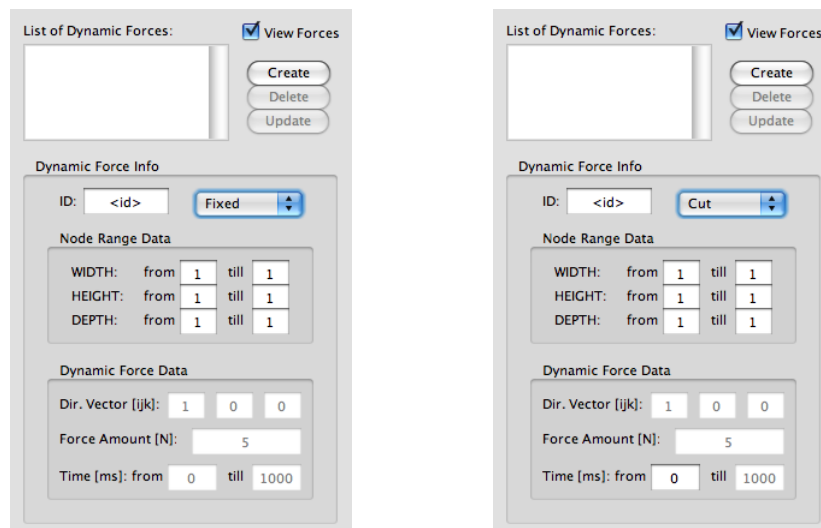 List of Dynamic Forces: View Forces
Create
Delete
Update
Dynamic Force Info
ID: <id> Fixed
Node Range Data
WIDTH: from 1 till 1
HEIGHT: from 1 till 1
DEPTH: from 1 till 1
Dynamic Force Data
Dir. Vector [ijk]: 1 0 0
Force Amount [N]: 5
Time [ms]: from 0 till 1000
List of Dynamic Forces: View Forces
Create
Delete
Update
Dynamic Force Info
ID: <id> Cut
Node Range Data
WIDTH: from 1 till 1
HEIGHT: from 1 till 1
DEPTH: from 1 till 1
Dynamic Force Data
Dir. Vector [ijk]: 1 0 0
Force Amount [N]: 5
Time [ms]: from 0 till 1000